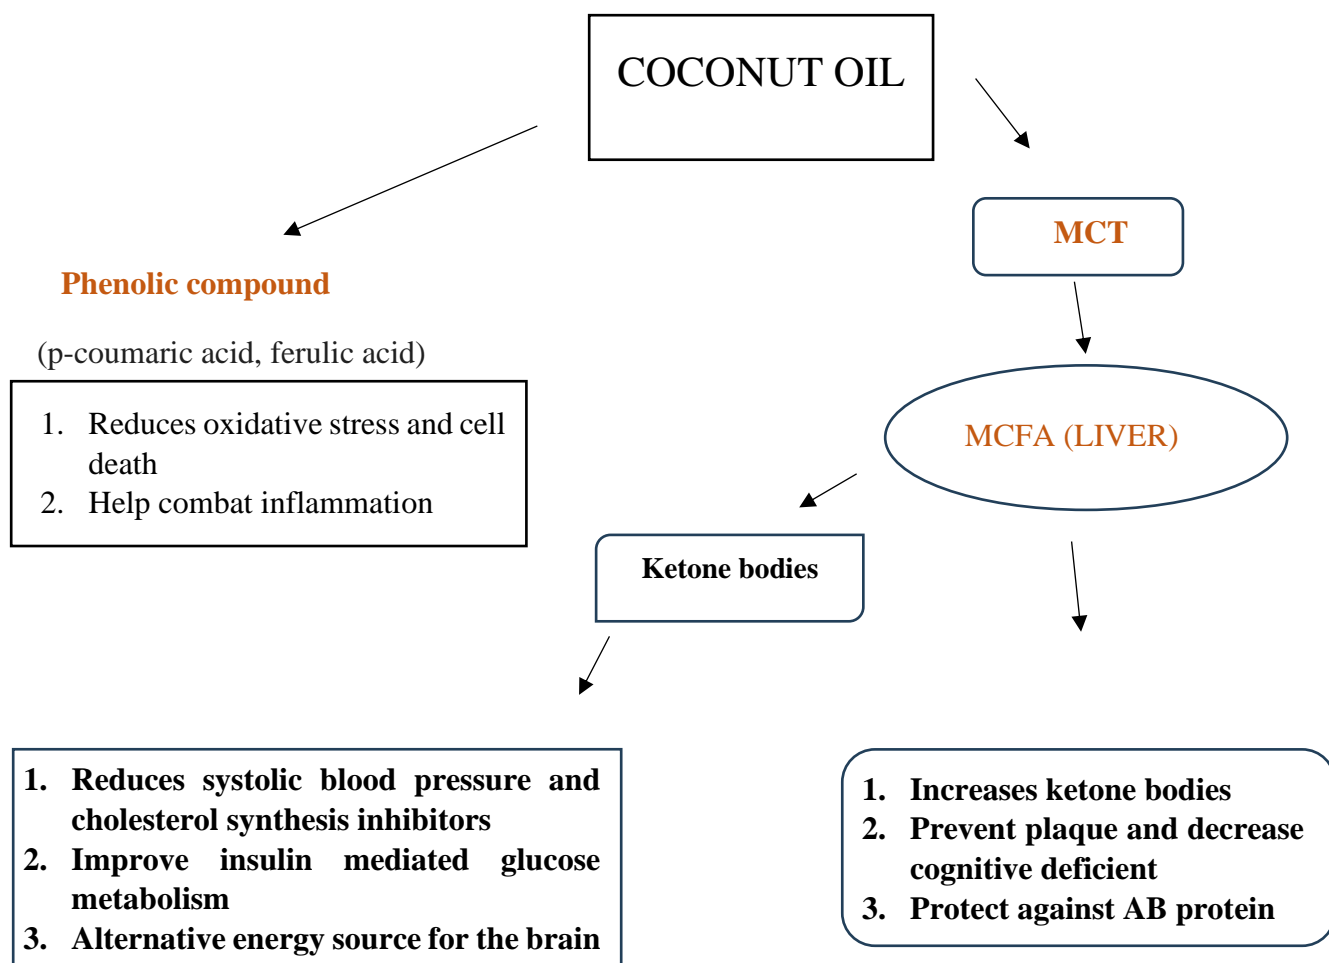 COCONUT OIL
MCT
Phenolic compound
(p-coumaric acid, ferulic acid)
1. Reduces oxidative stress and cell
death
2. Help combat inflammation
MCFA (LIVER)
Ketone bodies
1. Reduces systolic blood pressure and
cholesterol synthesis inhibitors
2. Improve insulin mediated glucose
metabolism
3. Alternative energy source for the brain
1. Increases ketone bodies
2. Prevent plaque and decrease
cognitive deficient
3. Protect against AB protein